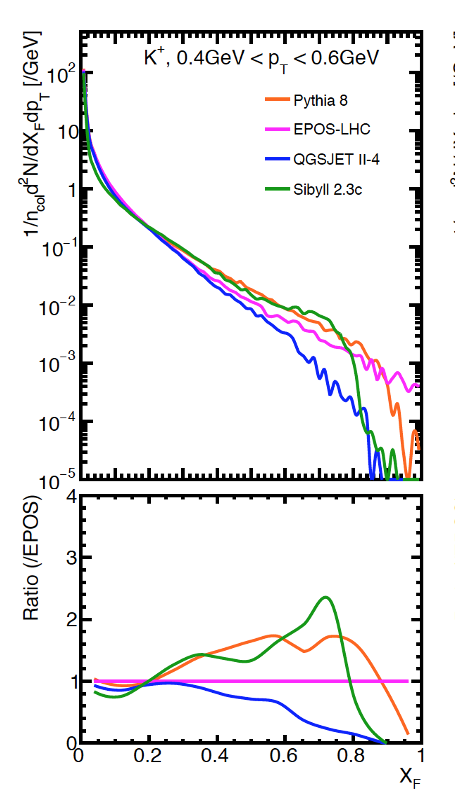 K⁺, 0.4GeV < p_T < 0.6GeV
1/n_col d²N/dX_F dp_T [/GeV]
Pythia 8
EPOS-LHC
QGSJET II-4
Sibyll 2.3c
10²
10
1
10⁻¹
10⁻²
10⁻³
10⁻⁴
10⁻⁵
Ratio (/EPOS)
4
3
2
1
0
0 0.2 0.4 0.6 0.8 1
X_F